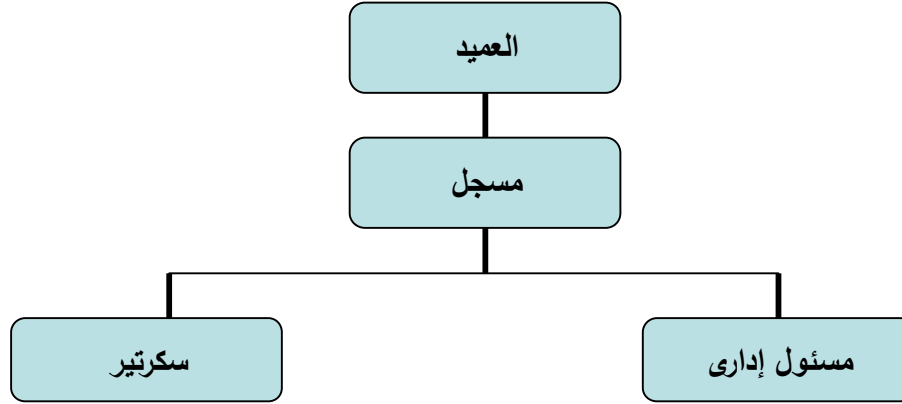 العميد
مسجل
مسئول إدارى
سكرتير